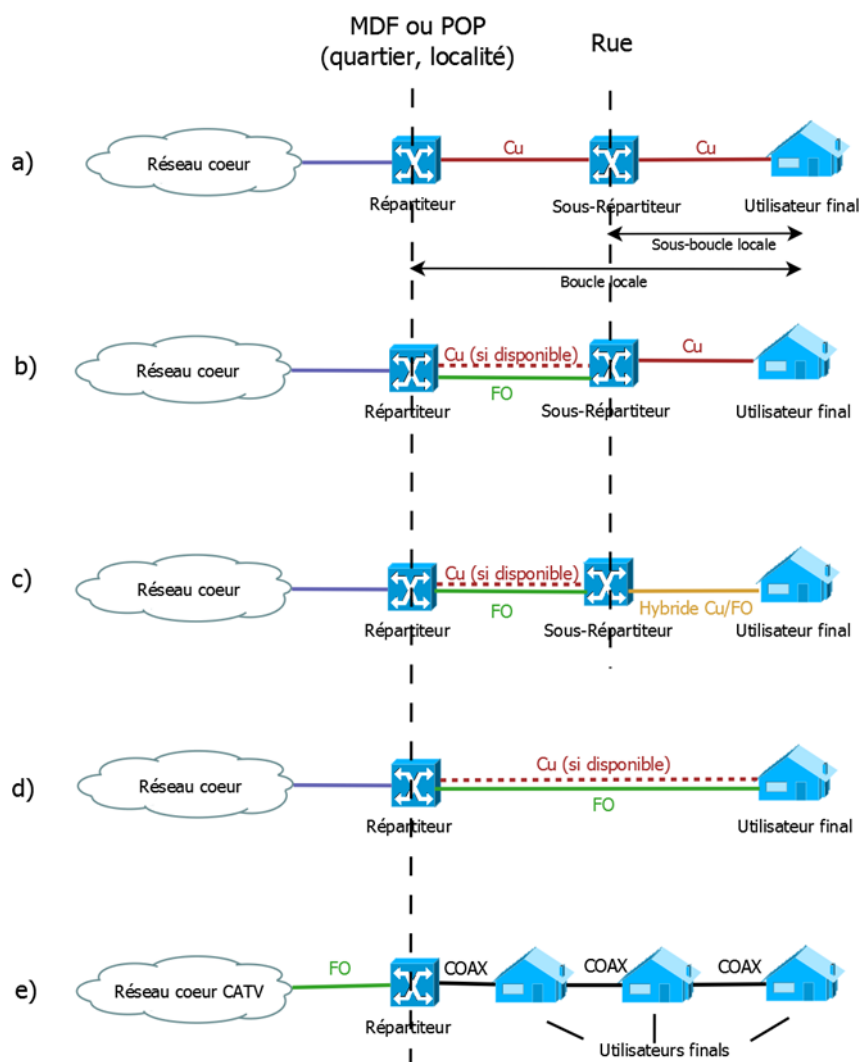 MDF ou POP
(quartier, localité)
Rue
a)
Réseau coeur
Cu
Cu
Répartiteur
Sous-Répartiteur
Utilisateur final
Sous-boucle locale
Boucle locale
b)
Réseau coeur
Cu (si disponible)
FO
Cu
Répartiteur
Sous-Répartiteur
Utilisateur final
c)
Réseau coeur
Cu (si disponible)
FO
Hybride Cu/FO
Répartiteur
Sous-Répartiteur
Utilisateur final
d)
Réseau coeur
Cu (si disponible)
FO
Répartiteur
Utilisateur final
e)
Réseau coeur CATV
FO
COAX
COAX
COAX
Répartiteur
Utilisateurs finals